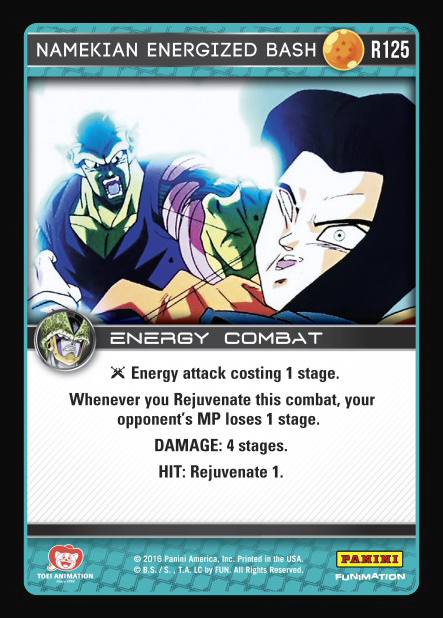 NAMEKIAN ENERGIZED BASH R125
ENERGY COMBAT
Energy attack costing 1 stage.
Whenever you Rejuvenate this combat, your
opponent's MP loses 1 stage.
DAMAGE: 4 stages.
HIT: Rejuvenate 1.
© 2016 Panini America, Inc. Printed in the USA.
© B.S. / S. , T.A. LC by FUN. All Rights Reserved.
TOEI ANIMATION
PANINI
FUNIMATION